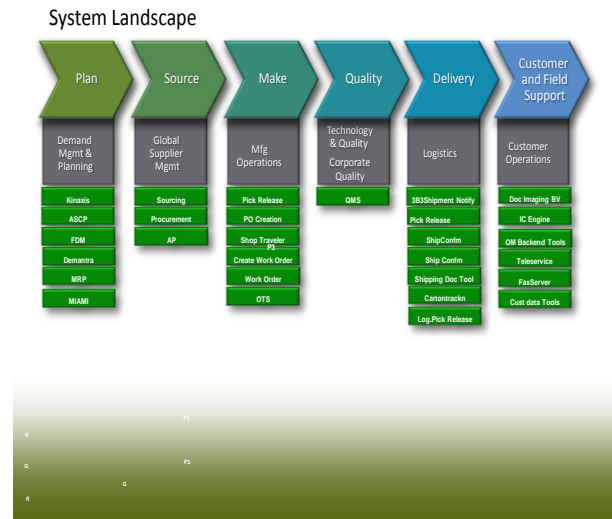 System Landscape
Plan
Source
Make
Quality
Delivery
Customer
and Field
Support
Demand
Mgmt &
Planning
Global
Supplier
Mgmt
Mfg
Operations
Technology
& Quality
Corporate
Quality
Logistics
Customer
Operations
Kinaxis
ASCP
FDM
Demantra
MRP
MIAMI
Sourcing
Procurement
AP
Pick Release
PO Creation
Shop Traveler
P3
Create Work Order
Work Order
OTS
QMS
3B3Shipment Notify
Pick Release
ShipConfm
Ship Confm
Shipping Doc Tool
Cartontrackn
Log.Pick Release
Doc Imaging BV
IC Engine
OM Backend Tools
Teleservice
FaxServer
Cust data Tools
R
P3
G
G
R